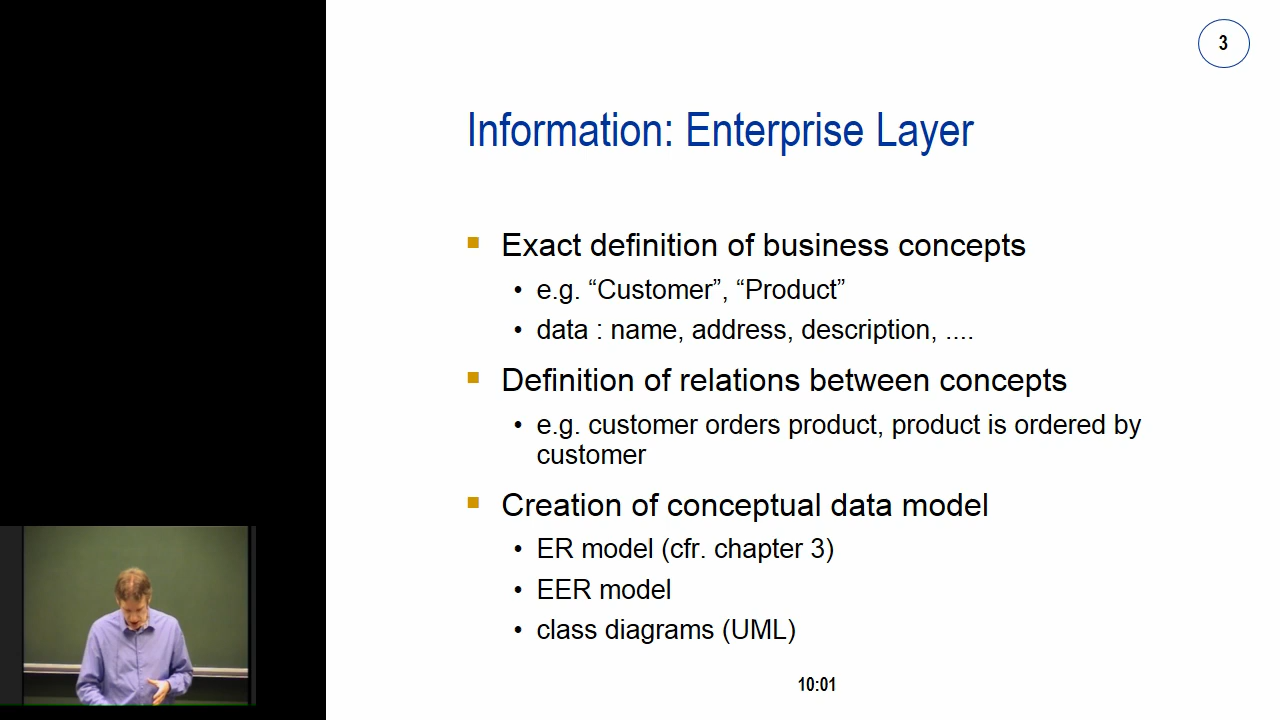 3
Information: Enterprise Layer
■ Exact definition of business concepts
• e.g. “Customer”, “Product”
• data : name, address, description, ....
■ Definition of relations between concepts
• e.g. customer orders product, product is ordered by
customer
■ Creation of conceptual data model
• ER model (cfr. chapter 3)
• EER model
• class diagrams (UML)
10:01